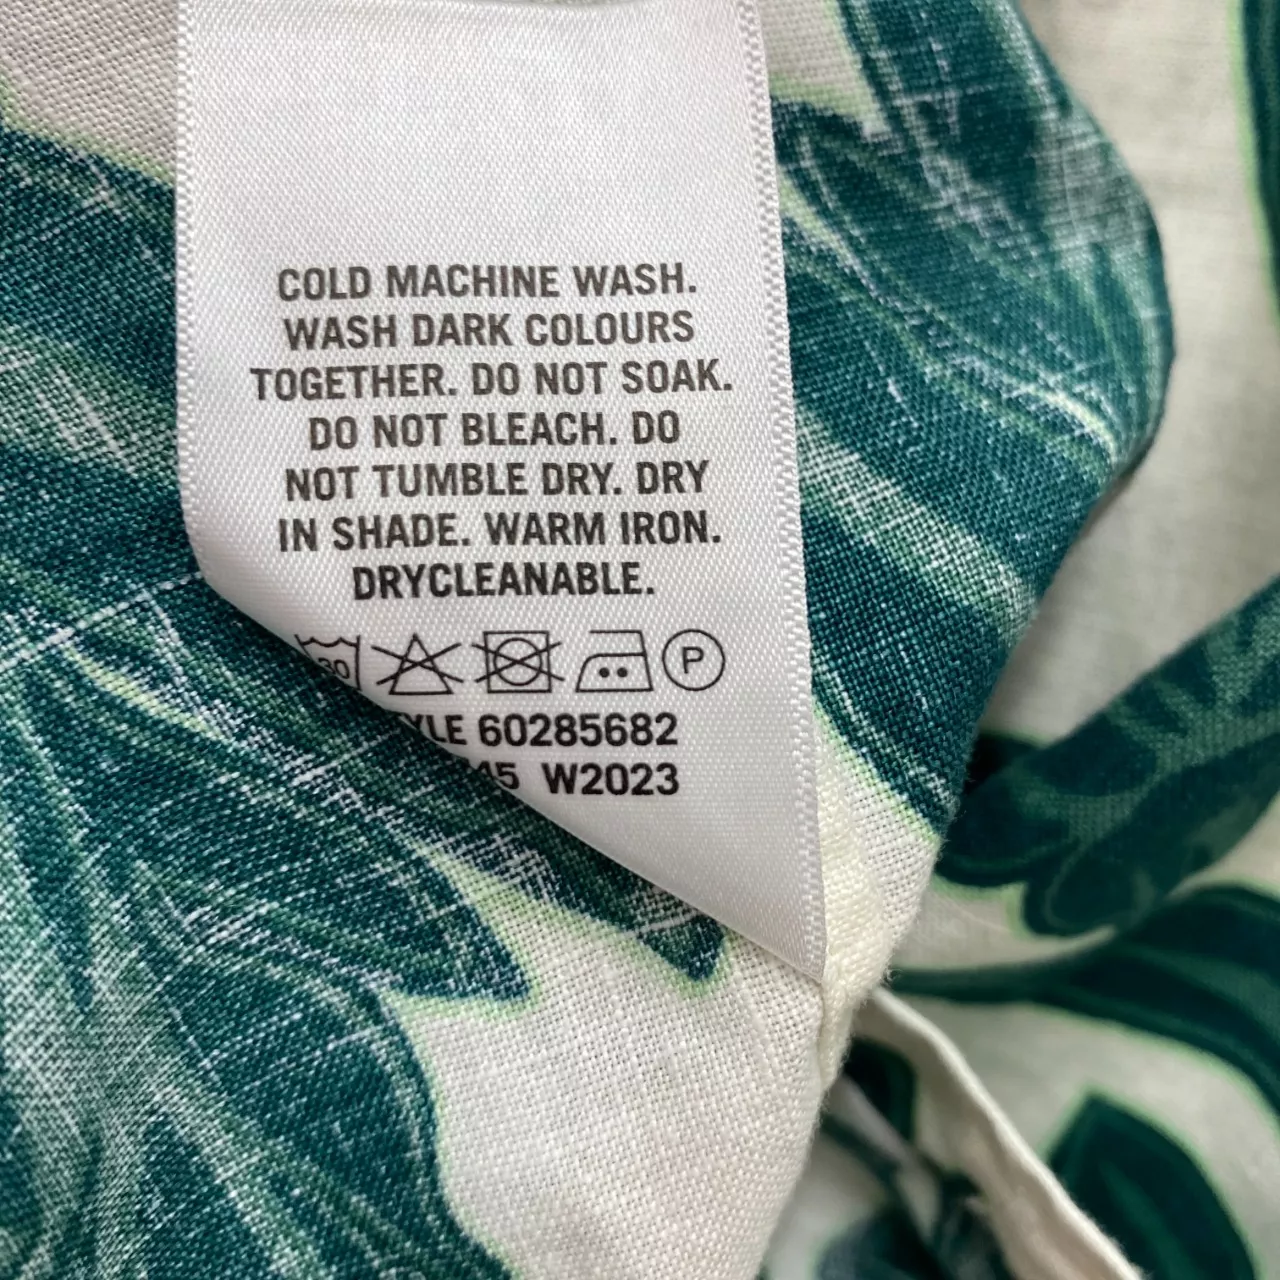 COLD MACHINE WASH.
WASH DARK COLOURS
TOGETHER. DO NOT SOAK.
DO NOT BLEACH. DO
NOT TUMBLE DRY. DRY
IN SHADE. WARM IRON.
DRYCLEANABLE.
30 P
60285682
W2023